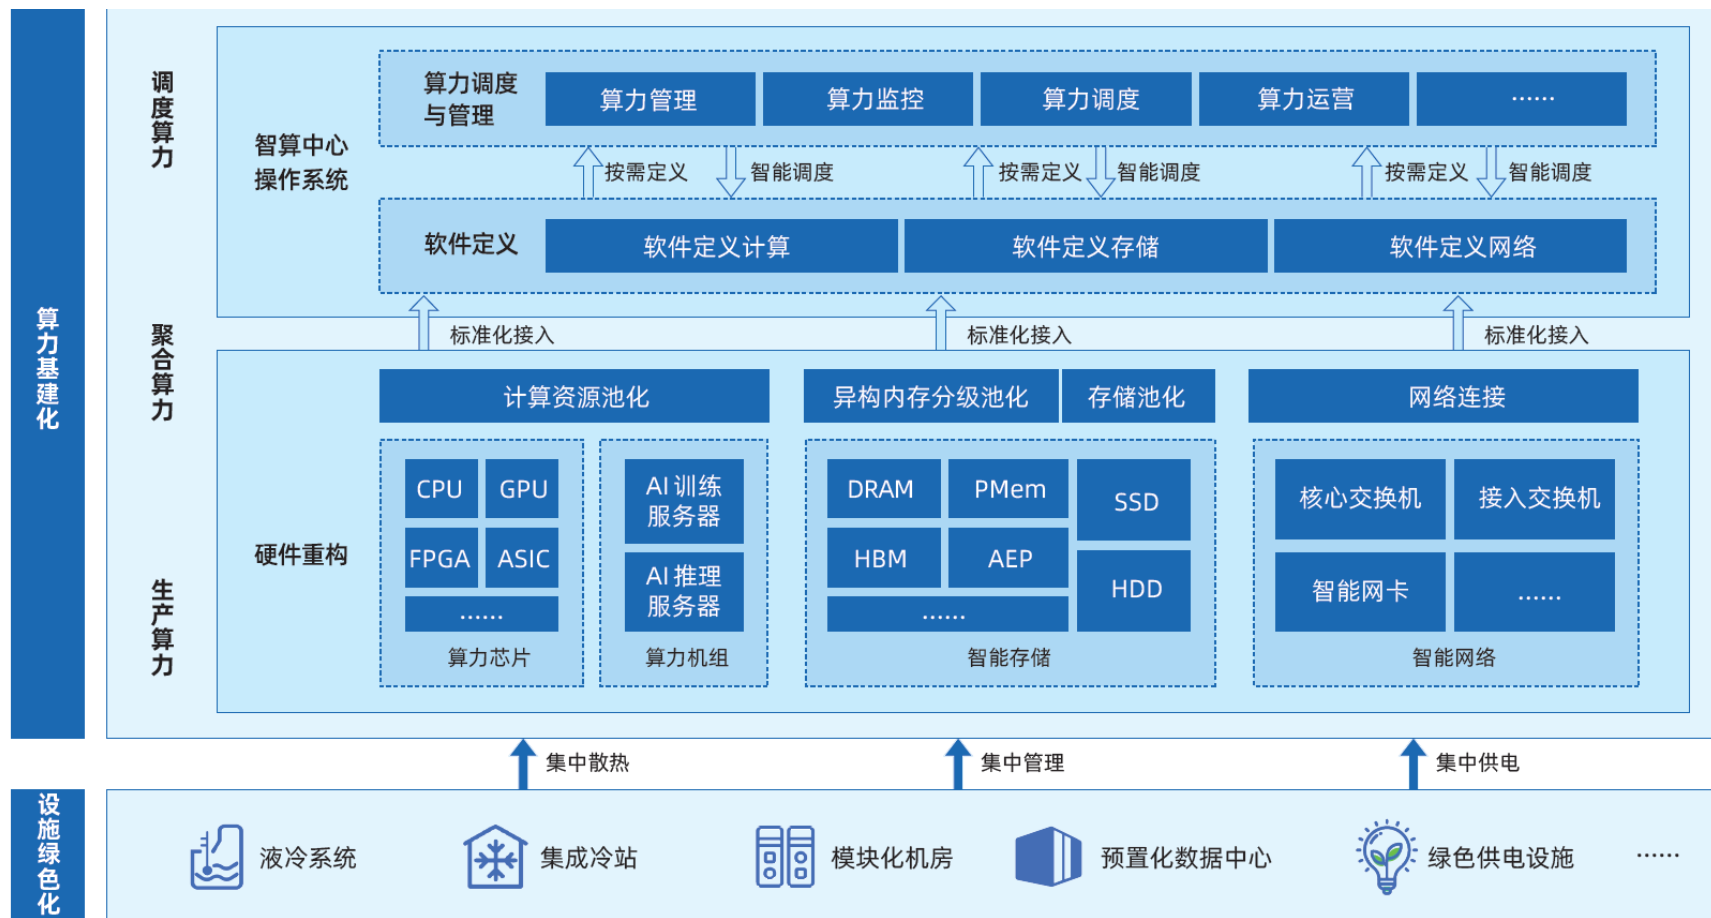 算力基建化
调度算力
聚合算力
生产算力
智算中心
操作系统
算力调度
与管理
算力管理
算力监控
算力调度
算力运营
……
按需定义
智能调度
按需定义
智能调度
按需定义
智能调度
软件定义
软件定义计算
软件定义存储
软件定义网络
标准化接入
标准化接入
标准化接入
硬件重构
计算资源池化
异构内存分级池化
存储池化
网络连接
CPU
GPU
FPGA
ASIC
……
算力芯片
AI 训练
服务器
AI 推理
服务器
算力机组
DRAM
PMem
HBM
AEP
……
SSD
HDD
智能存储
核心交换机
接入交换机
智能网卡
……
智能网络
集中散热
集中管理
集中供电
设施绿色化
液冷系统
集成冷站
模块化机房
预置化数据中心
绿色供电设施
……